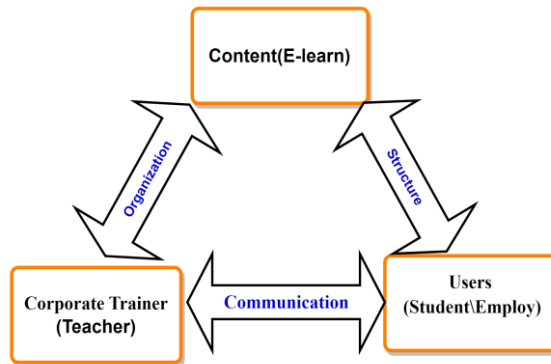 Content(E-learn)
Organization
Structure
Corporate Trainer
(Teacher)
Communication
Users
(Student\Employ)